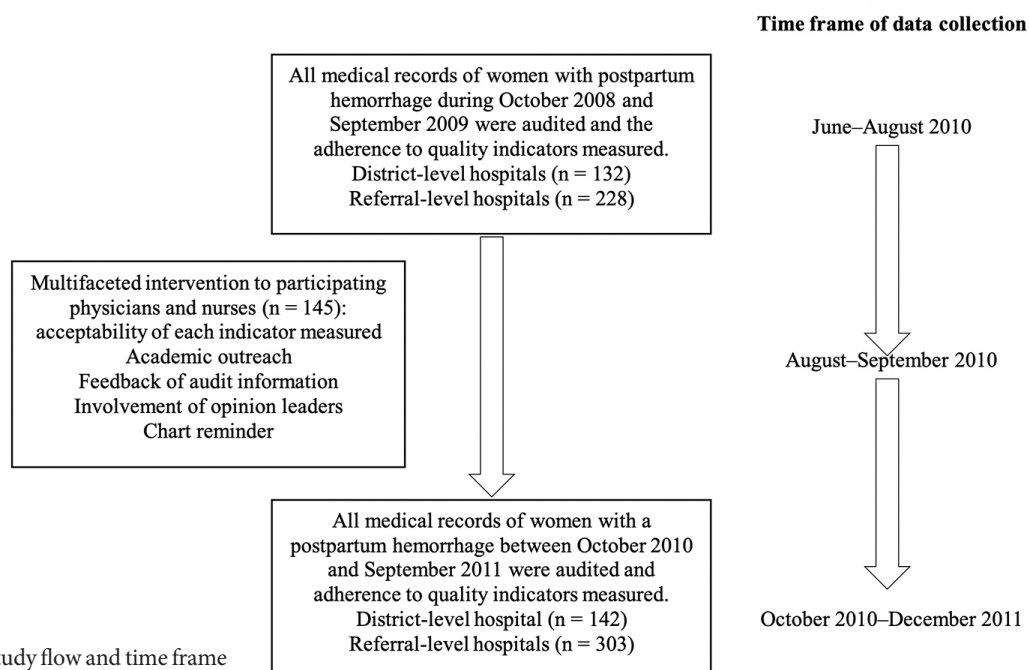 Time frame of data collection
All medical records of women with postpartum
hemorrhage during October 2008 and
September 2009 were audited and the
adherence to quality indicators measured.
District-level hospitals (n = 132)
Referral-level hospitals (n = 228)
June–August 2010
Multifaceted intervention to participating
physicians and nurses (n = 145):
acceptability of each indicator measured
Academic outreach
Feedback of audit information
Involvement of opinion leaders
Chart reminder
August–September 2010
All medical records of women with a
postpartum hemorrhage between October 2010
and September 2011 were audited and
adherence to quality indicators measured.
District-level hospital (n = 142)
Referral-level hospitals (n = 303)
October 2010–December 2011
flow and time frame